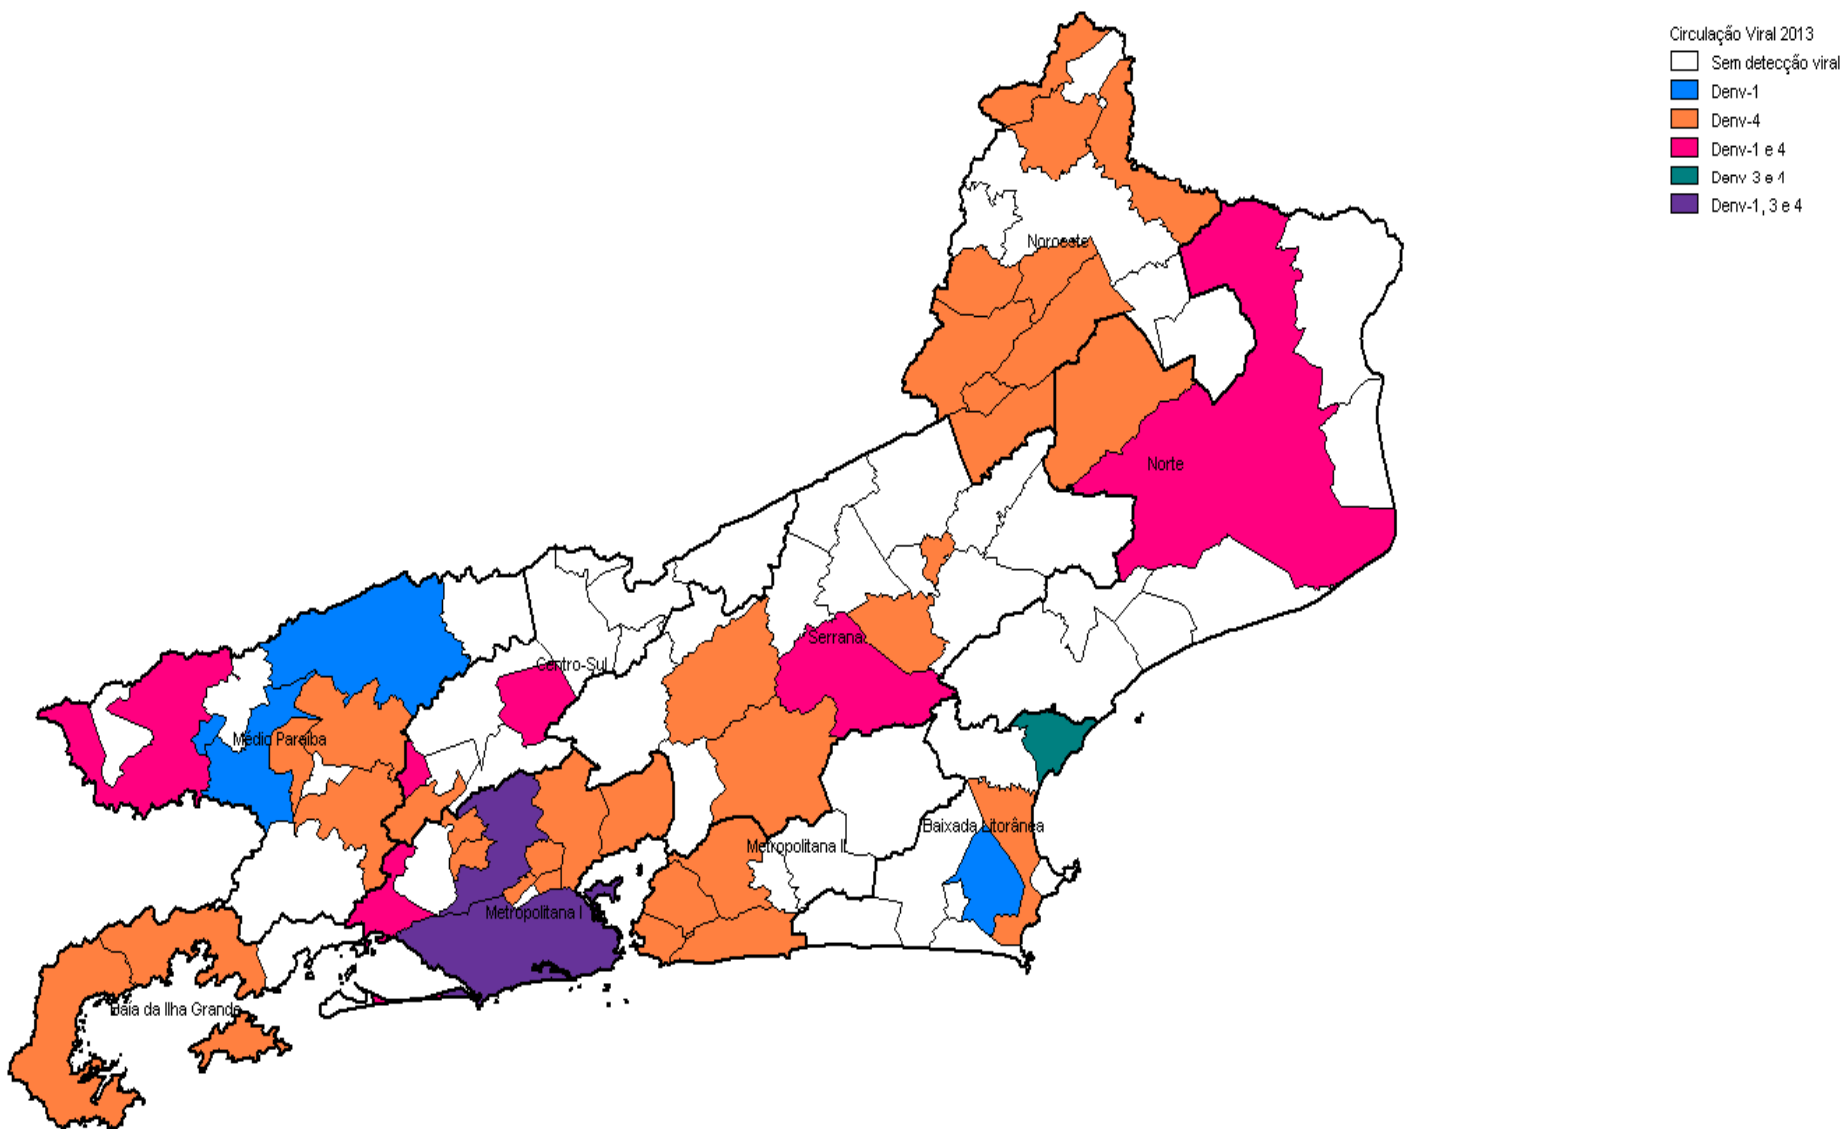 Circulação Viral 2013
Sem detecção viral
Denv-1
Denv-4
Denv-1 e 4
Denv 3 e 4
Denv-1, 3 e 4
Noroeste
Norte
Serrana
Centro-Sul
Médio Paraíba
Baixada Litorânea
Metropolitana II
Metropolitana I
Baía da Ilha Grande